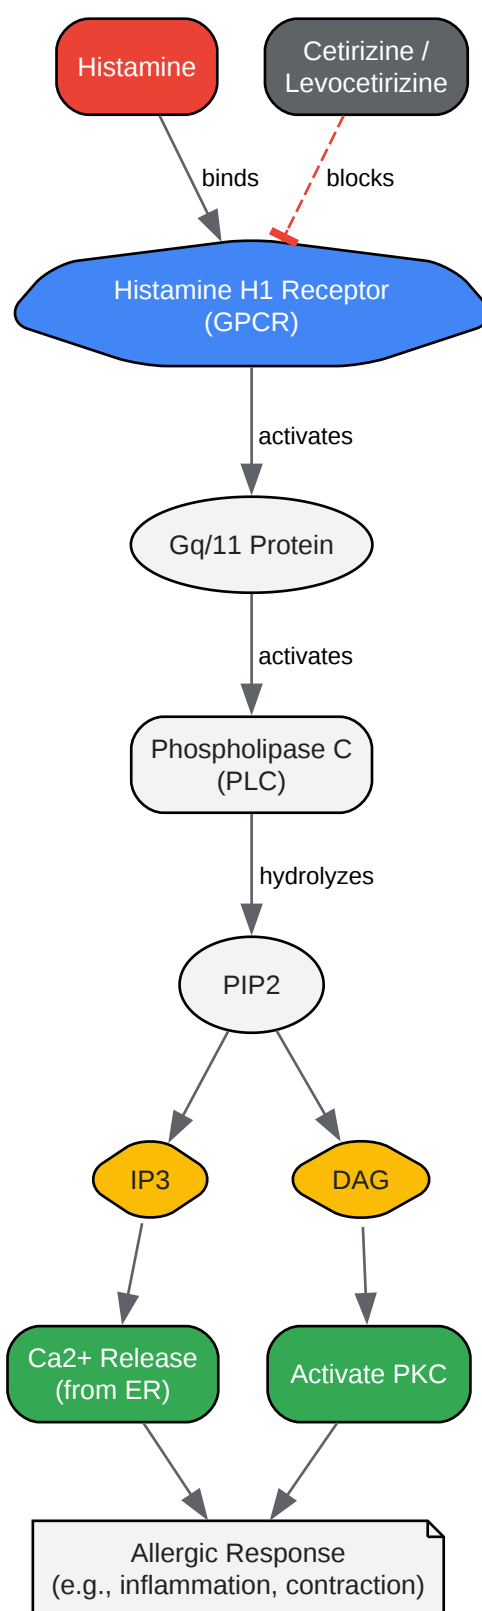 Histamine
Cetirizine /
Levocetirizine
binds
blocks
Histamine H1 Receptor
(GPCR)
activates
Gq/11 Protein
activates
Phospholipase C
(PLC)
hydrolyzes
PIP2
IP3
DAG
Ca2+ Release
(from ER)
Activate PKC
Allergic Response
(e.g., inflammation, contraction)